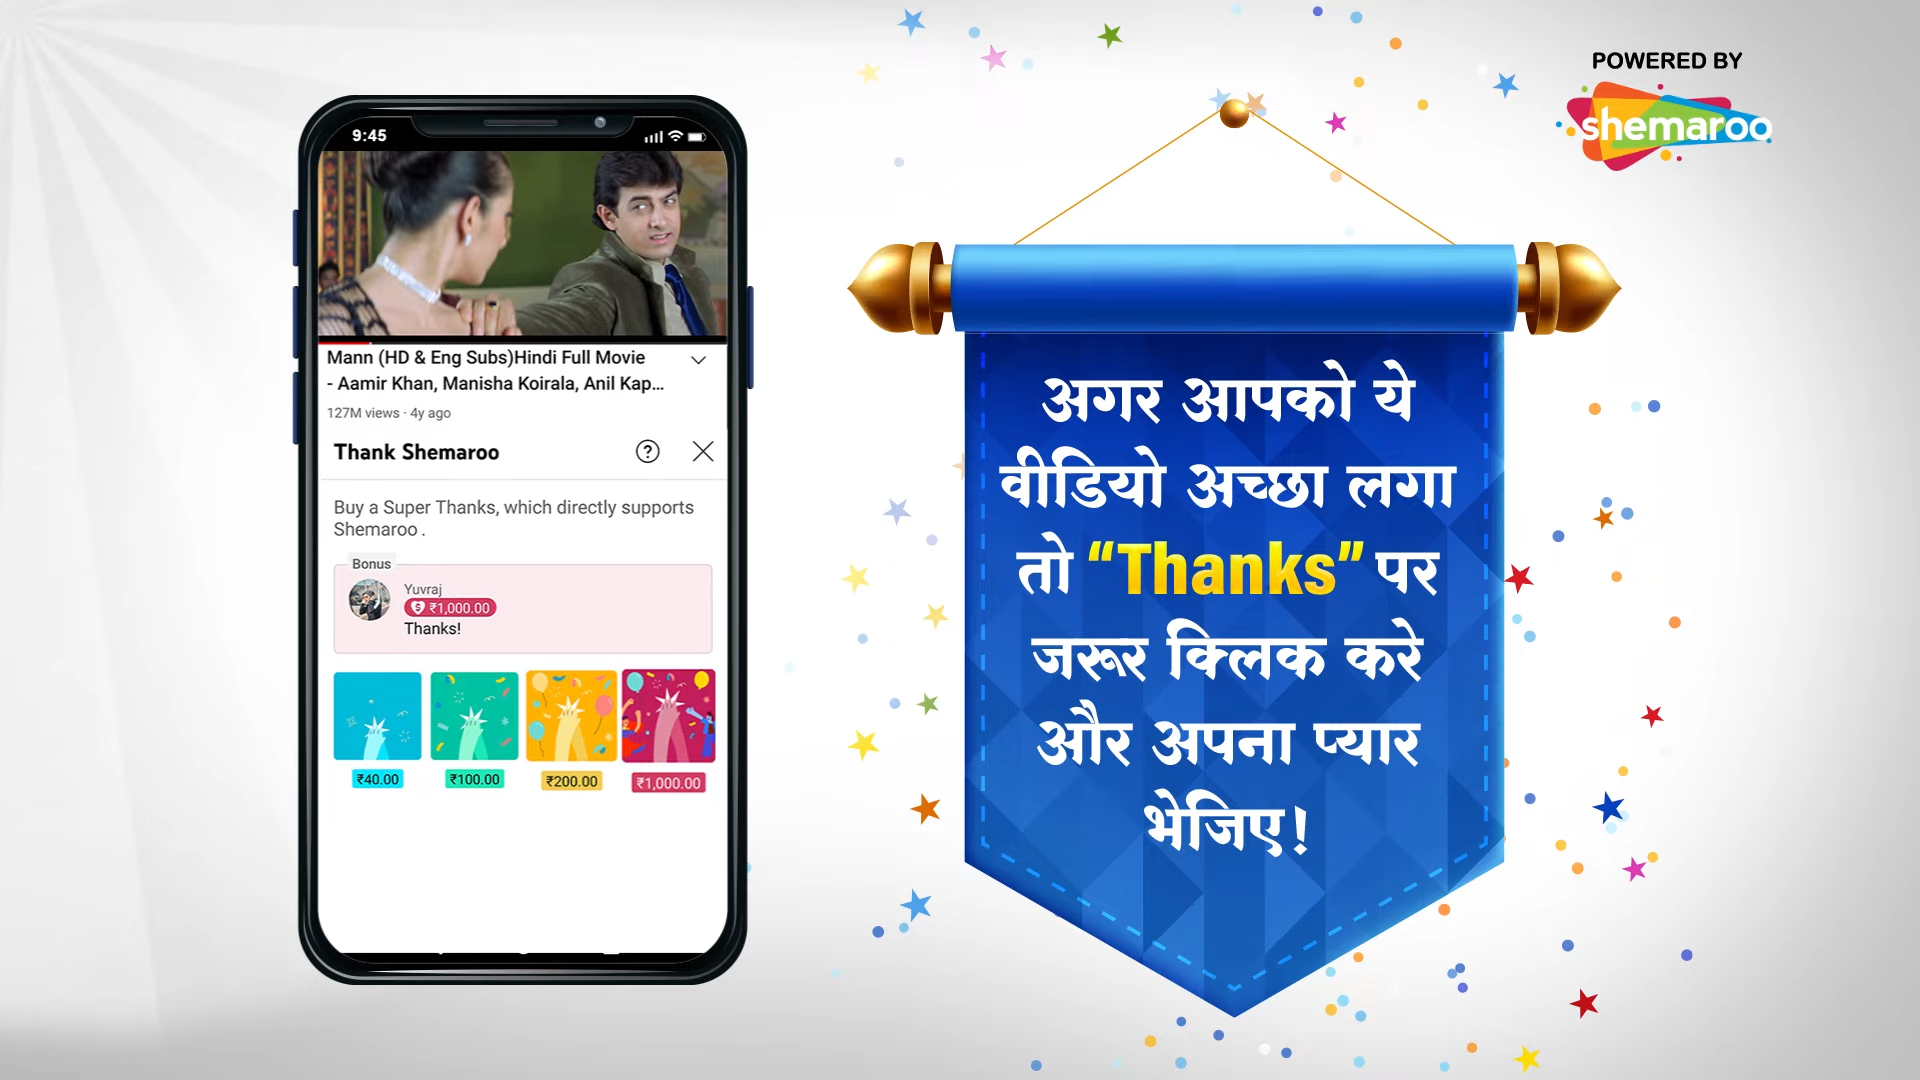 9:45
Mann (HD & Eng Subs)Hindi Full Movie
- Aamir Khan, Manisha Koirala, Anil Kap...
127M views · 4y ago
Thank Shemaroo
?
Buy a Super Thanks, which directly supports
Shemaroo .
Bonus
Yuvraj
$ ₹1,000.00
Thanks!
₹40.00
₹100.00
₹200.00
₹1,000.00
अगर आपको ये
वीडियो अच्छा लगा
तो “Thanks” पर
जरूर क्लिक करे
और अपना प्यार
भेजिए!
POWERED BY
shemaroo